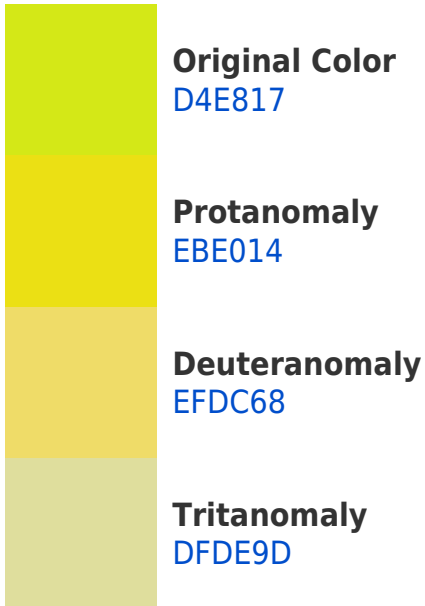 Original Color
D4E817
Protanomaly
EBE014
Deuteranomaly
EFDC68
Tritanomaly
DFDE9D